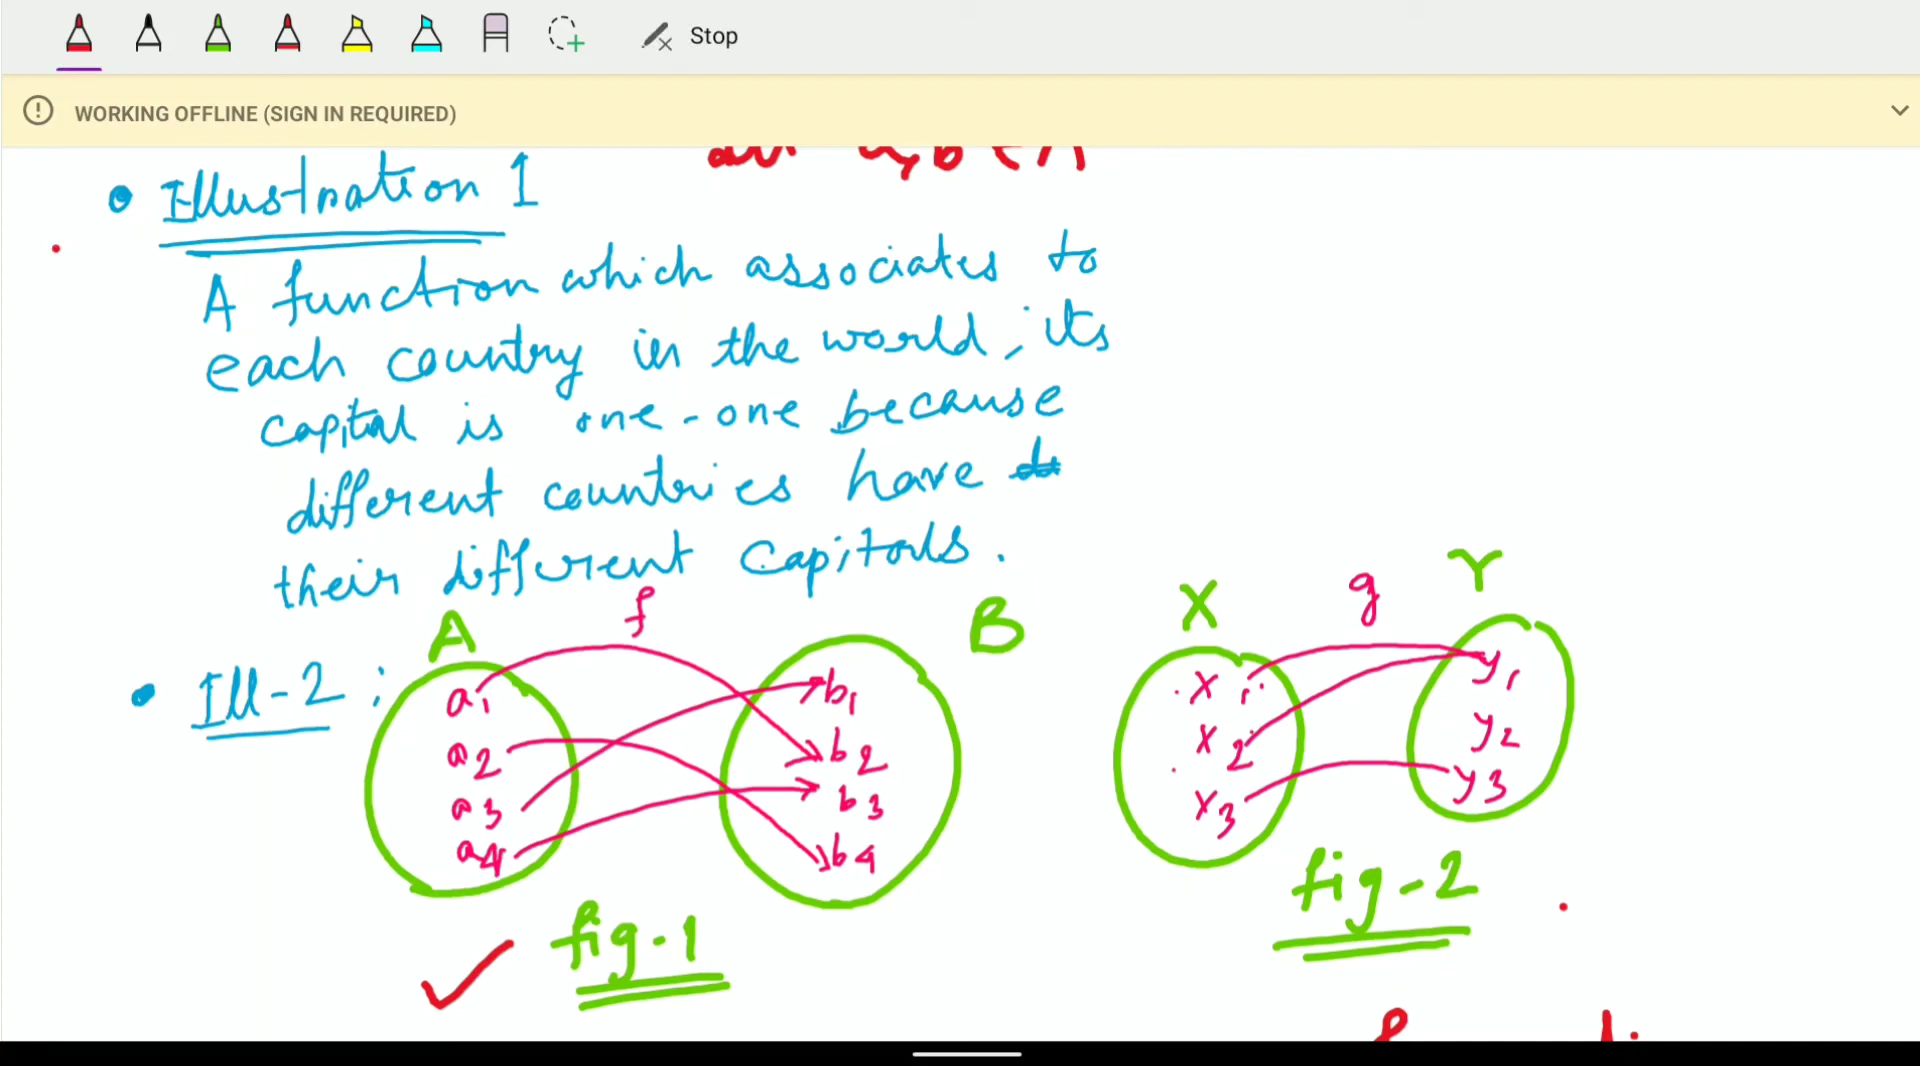 Stop
WORKING OFFLINE (SIGN IN REQUIRED)
• Illustration 1
A function which associates to
each country in the world, its
capital is one-one because
different countries have
their different capitals.
A f B
X g Y
• Ill-2 :
a1 b1
a2 b2
a3 b3
a4 b4
x1 y1
x2 y2
x3 y3
fig-1
fig-2